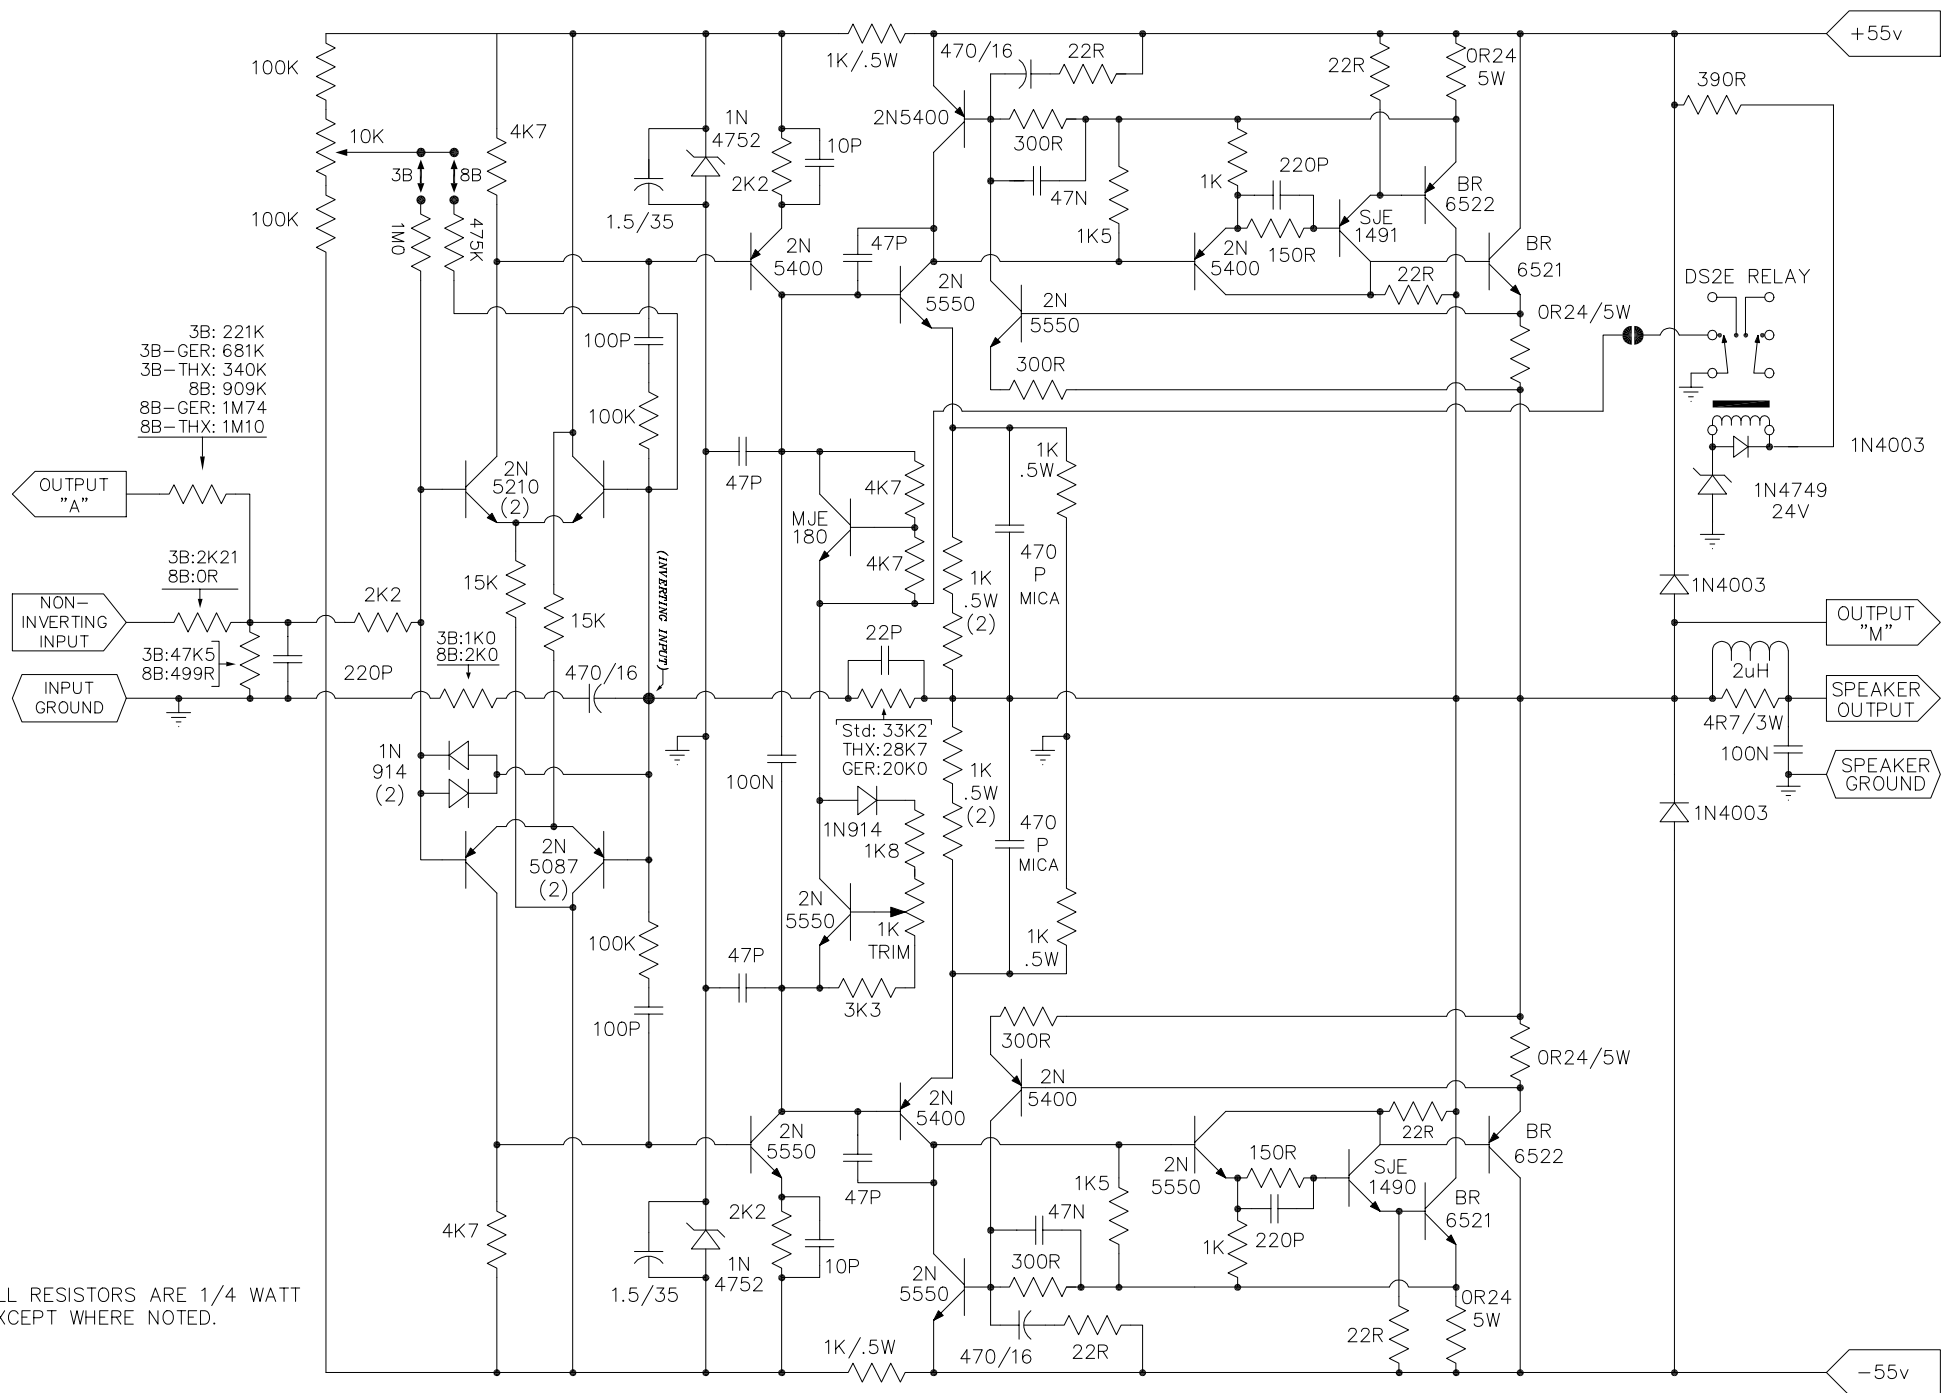 +55v
100K
1K/.5W
470/16
22R
22R
0R24
5W
390R
10K
4K7
1N
4752
10P
2N5400
300R
220P
3B
8B
2K2
47N
1K
BR
6522
100K
1M0
475K
1.5/35
2N
5400
47P
1K5
2N
5400
150R
SJE
1491
BR
6521
22R
DS2E RELAY
2N
5550
2N
5550
0R24/5W
3B: 221K
3B-GER: 681K
3B-THX: 340K
8B: 909K
8B-GER: 1M74
8B-THX: 1M10
100P
300R
100K
1N4003
OUTPUT
"A"
2N
5210
(2)
47P
4K7
1K
.5W
1N4749
24V
MJE
180
4K7
470
P
MICA
3B:2K21
8B:0R
15K
1K
.5W
(2)
1N4003
NON-
INVERTING
INPUT
2K2
15K
(INVERTING INPUT)
22P
OUTPUT
"M"
3B:47K5
8B:499R
220P
3B:1K0
8B:2K0
470/16
2uH
INPUT
GROUND
SPEAKER
OUTPUT
Std: 33K2
THX:28K7
GER:20K0
4R7/3W
1N
914
(2)
100N
1K
.5W
(2)
100N
SPEAKER
GROUND
1N914
1K8
470
P
MICA
1N4003
2N
5087
(2)
2N
5550
1K
TRIM
100K
47P
1K
.5W
3K3
100P
300R
0R24/5W
2N
5400
2N
5400
22R
BR
6522
2N
5550
47P
1K5
2N
5550
150R
SJE
1490
BR
6521
4K7
2K2
47N
1K
220P
1N
4752
10P
300R
1.5/35
2N
5550
0R24
5W
LL RESISTORS ARE 1/4 WATT
XCEPT WHERE NOTED.
1K/.5W
470/16
22R
22R
-55v